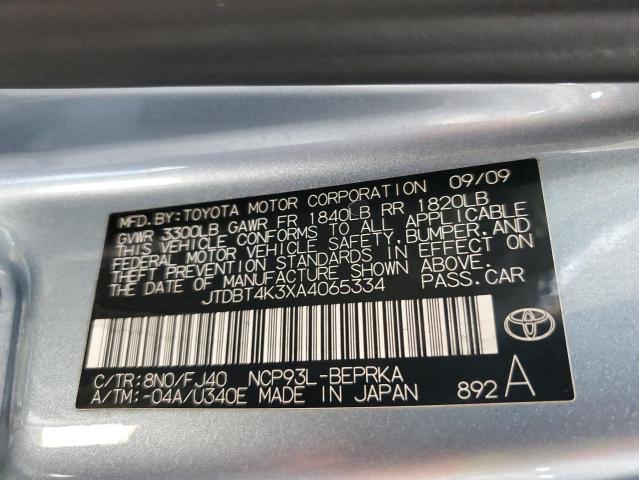 MFD.BY:TOYOTA MOTOR CORPORATION 09/09
GVWR 3300LB GAWR FR 1840LB RR 1820LB
THIS VEHICLE CONFORMS TO ALL APPLICABLE
FEDERAL MOTOR VEHICLE SAFETY,BUMPER,AND
THEFT PREVENTION STANDARDS IN EFFECT ON
THE DATE OF MANUFACTURE SHOWN ABOVE.
JTDBT4K3XA4065334 PASS.CAR
C/TR:8N0/FJ40 NCP93L-BEPRKA
A/TM:-04A/U340E MADE IN JAPAN 892 A